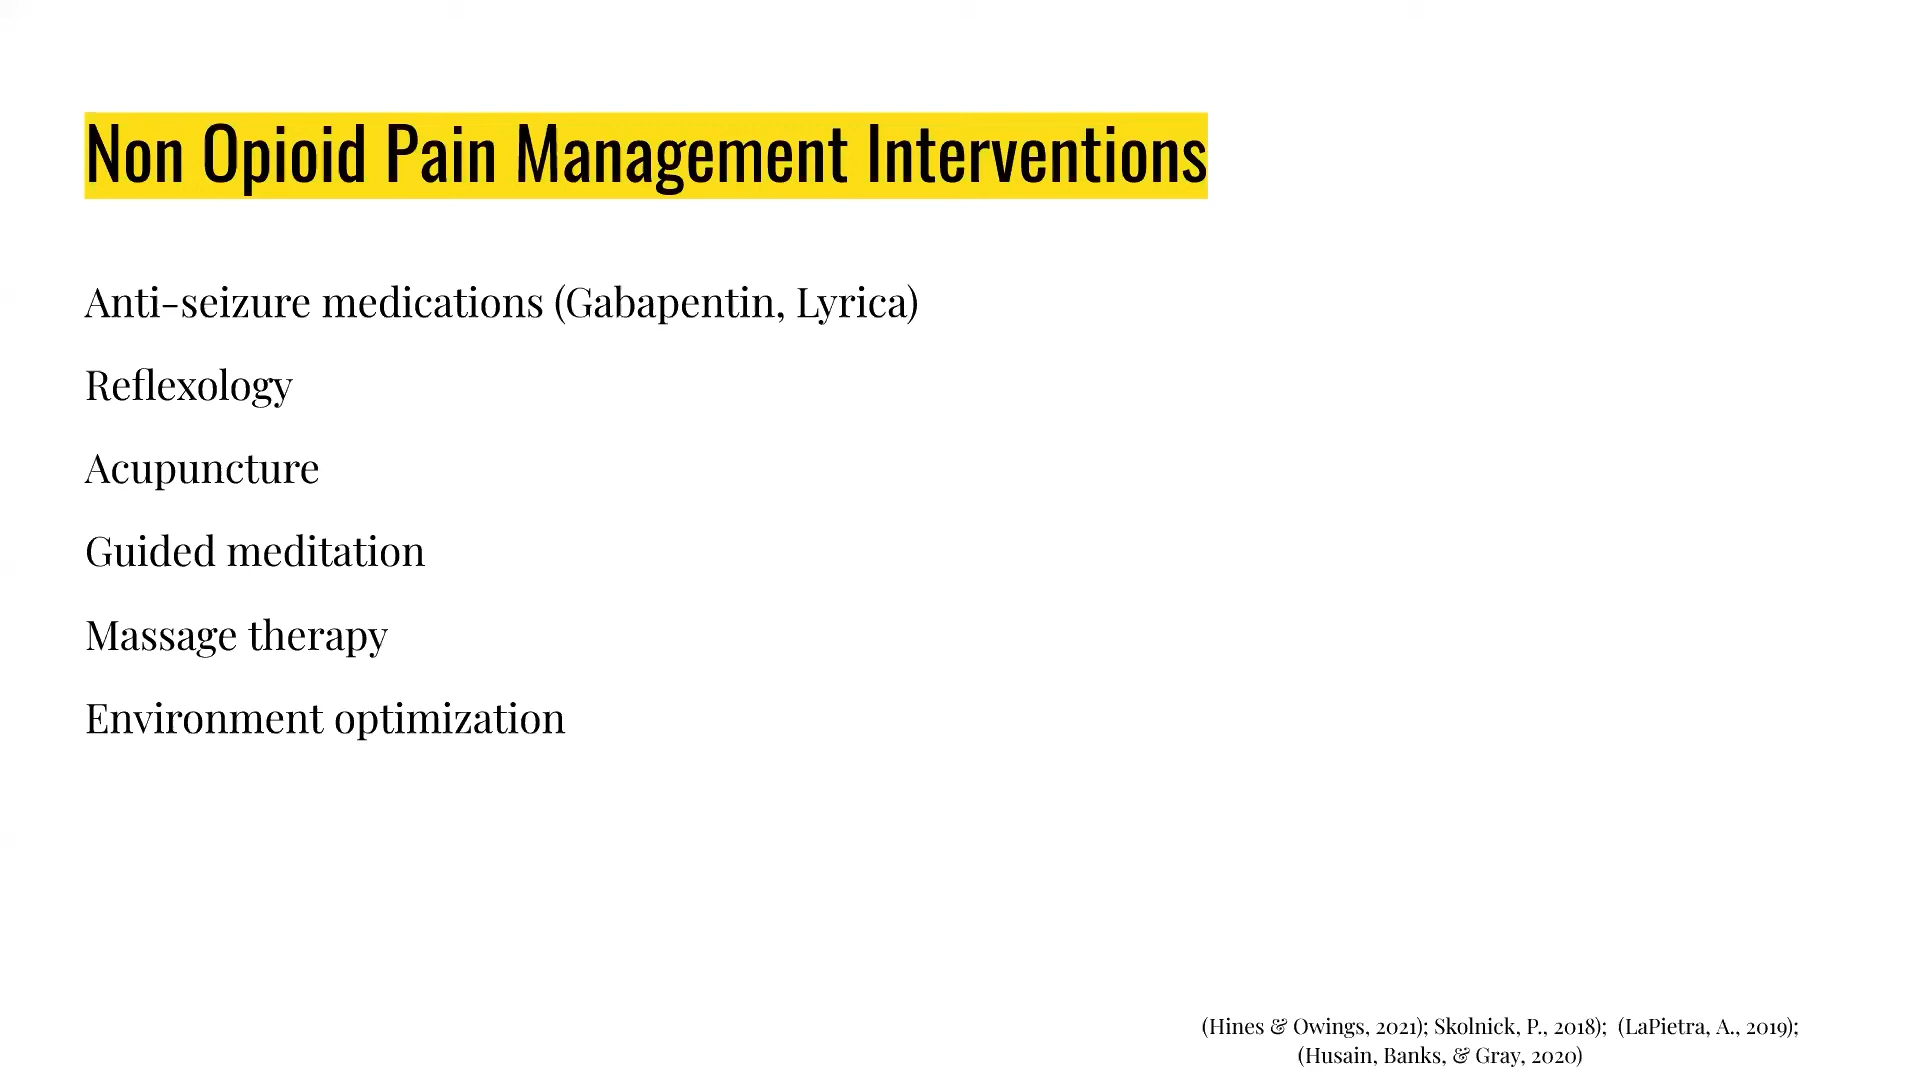 Non Opioid Pain Management Interventions
Anti-seizure medications (Gabapentin, Lyrica)
Reflexology
Acupuncture
Guided meditation
Massage therapy
Environment optimization
(Hines & Owings, 2021); Skolnick, P., 2018); (LaPietra, A., 2019);
(Husain, Banks, & Gray, 2020)